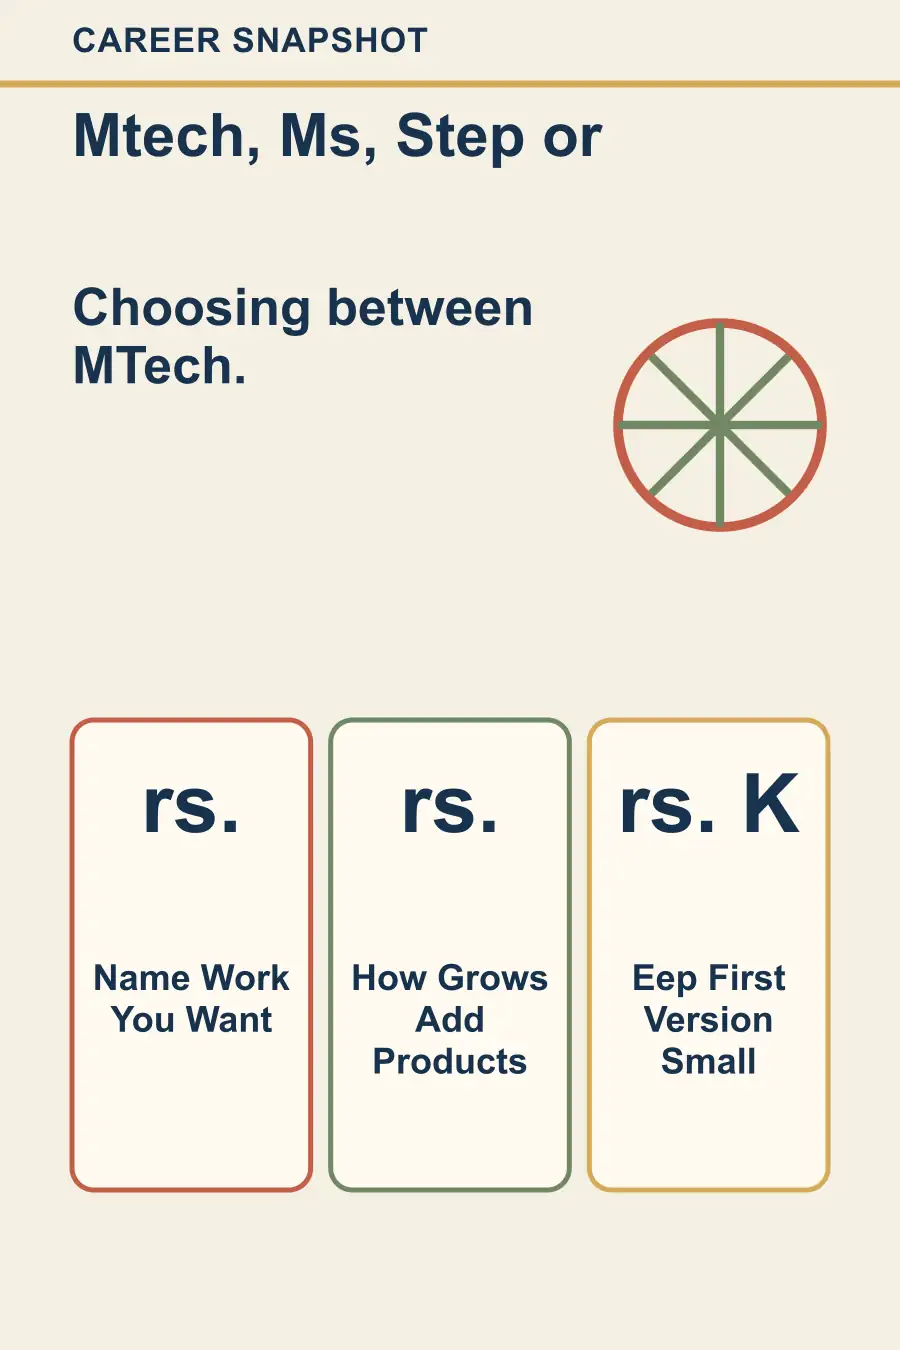 CAREER SNAPSHOT
Mtech, Ms, Step or
Choosing between
MTech.
rs.
Name Work
You Want
rs.
How Grows
Add
Products
rs. K
Eep First
Version
Small